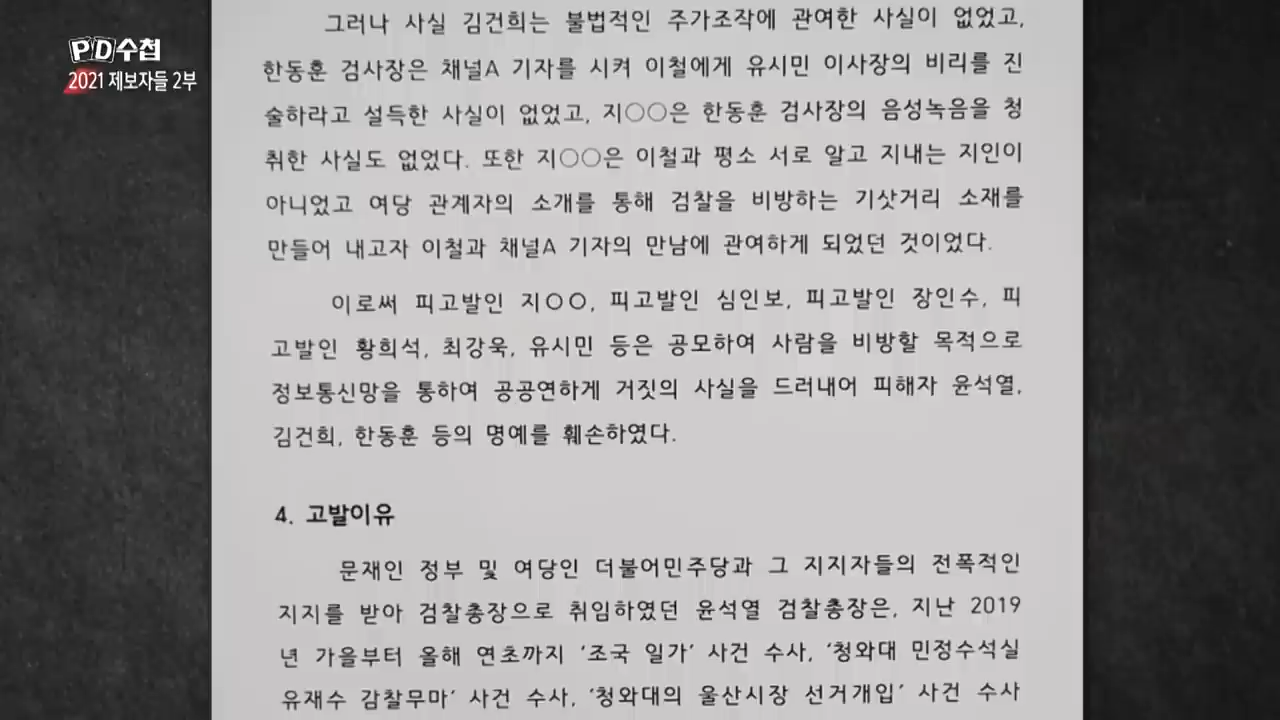 PD수첩
2021 제보자들 2부
그러나 사실 김건희는 불법적인 주가조작에 관여한 사실이 없었고,
한동훈 검사장은 채널A 기자를 시켜 이철에게 유시민 이사장의 비리를 진
술하라고 설득한 사실이 없었고, 지○○은 한동훈 검사장의 음성녹음을 청
취한 사실도 없었다. 또한 지○○은 이철과 평소 서로 알고 지내는 지인이
아니었고 여당 관계자의 소개를 통해 검찰을 비방하는 기삿거리 소재를
만들어 내고자 이철과 채널A 기자의 만남에 관여하게 되었던 것이었다.
이로써 피고발인 지○○, 피고발인 심인보, 피고발인 장인수, 피
고발인 황희석, 최강욱, 유시민 등은 공모하여 사람을 비방할 목적으로
정보통신망을 통하여 공공연하게 거짓의 사실을 드러내어 피해자 윤석열,
김건희, 한동훈 등의 명예를 훼손하였다.
4. 고발이유
문재인 정부 및 여당인 더불어민주당과 그 지지자들의 전폭적인
지지를 받아 검찰총장으로 취임하였던 윤석열 검찰총장은, 지난 2019
년 가을부터 올해 연초까지 '조국 일가' 사건 수사, '청와대 민정수석실
유재수 감찰무마' 사건 수사, '청와대의 울산시장 선거개입' 사건 수사